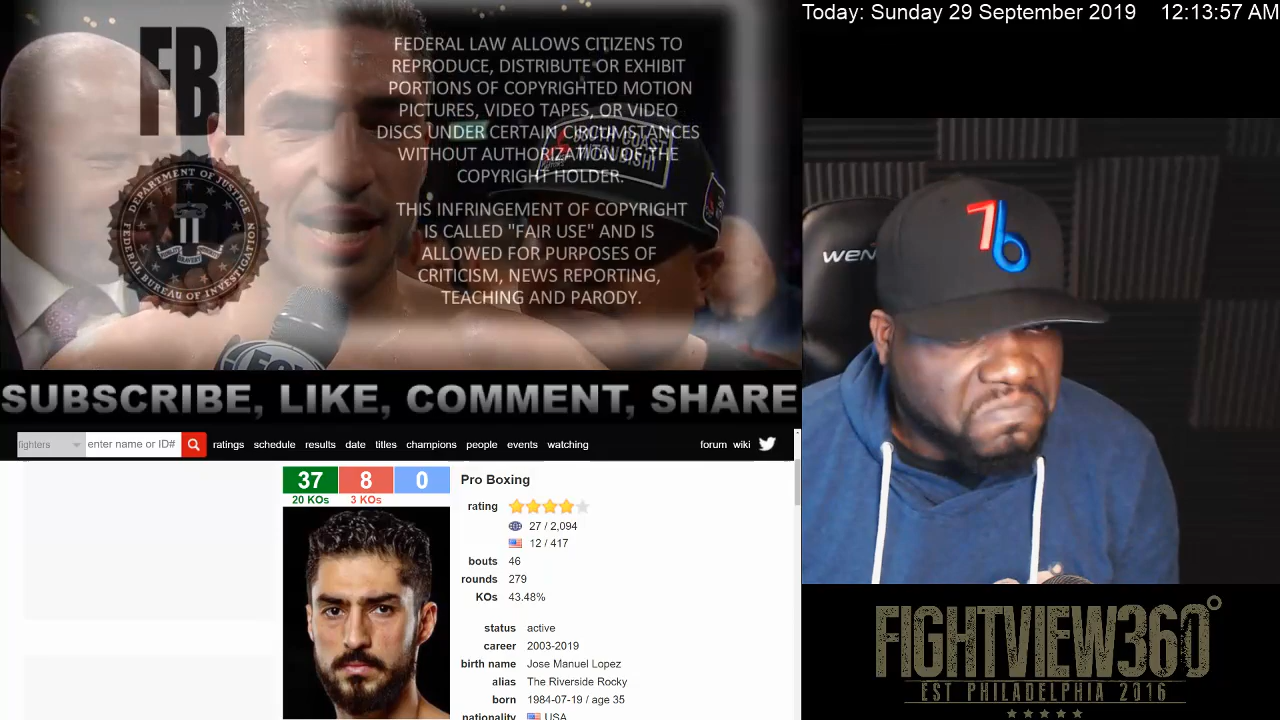 Today: Sunday 29 September 2019 12:13:57 AM
FBI
DEPARTMENT OF JUSTICE
FEDERAL BUREAU OF INVESTIGATION
FEDERAL LAW ALLOWS CITIZENS TO
REPRODUCE, DISTRIBUTE OR EXHIBIT
PORTIONS OF COPYRIGHTED MOTION
PICTURES, VIDEO TAPES, OR VIDEO
DISCS UNDER CERTAIN CIRCUMSTANCES
WITHOUT AUTHORIZATION OF THE
COPYRIGHT HOLDER.
THIS INFRINGEMENT OF COPYRIGHT
IS CALLED "FAIR USE" AND IS
ALLOWED FOR PURPOSES OF
CRITICISM, NEWS REPORTING,
TEACHING AND PARODY.
FOX
76
SUBSCRIBE, LIKE, COMMENT, SHARE
fighters enter name or ID# ratings schedule results date titles champions people events watching forum wiki
37 8 0
20 KOs 3 KOs
Pro Boxing
rating
27 / 2,094
12 / 417
bouts 46
rounds 279
KOs 43.48%
status active
career 2003-2019
birth name Jose Manuel Lopez
alias The Riverside Rocky
born 1984-07-19 / age 35
nationality USA
FIGHTVIEW360°
EST PHILADELPHIA 2016